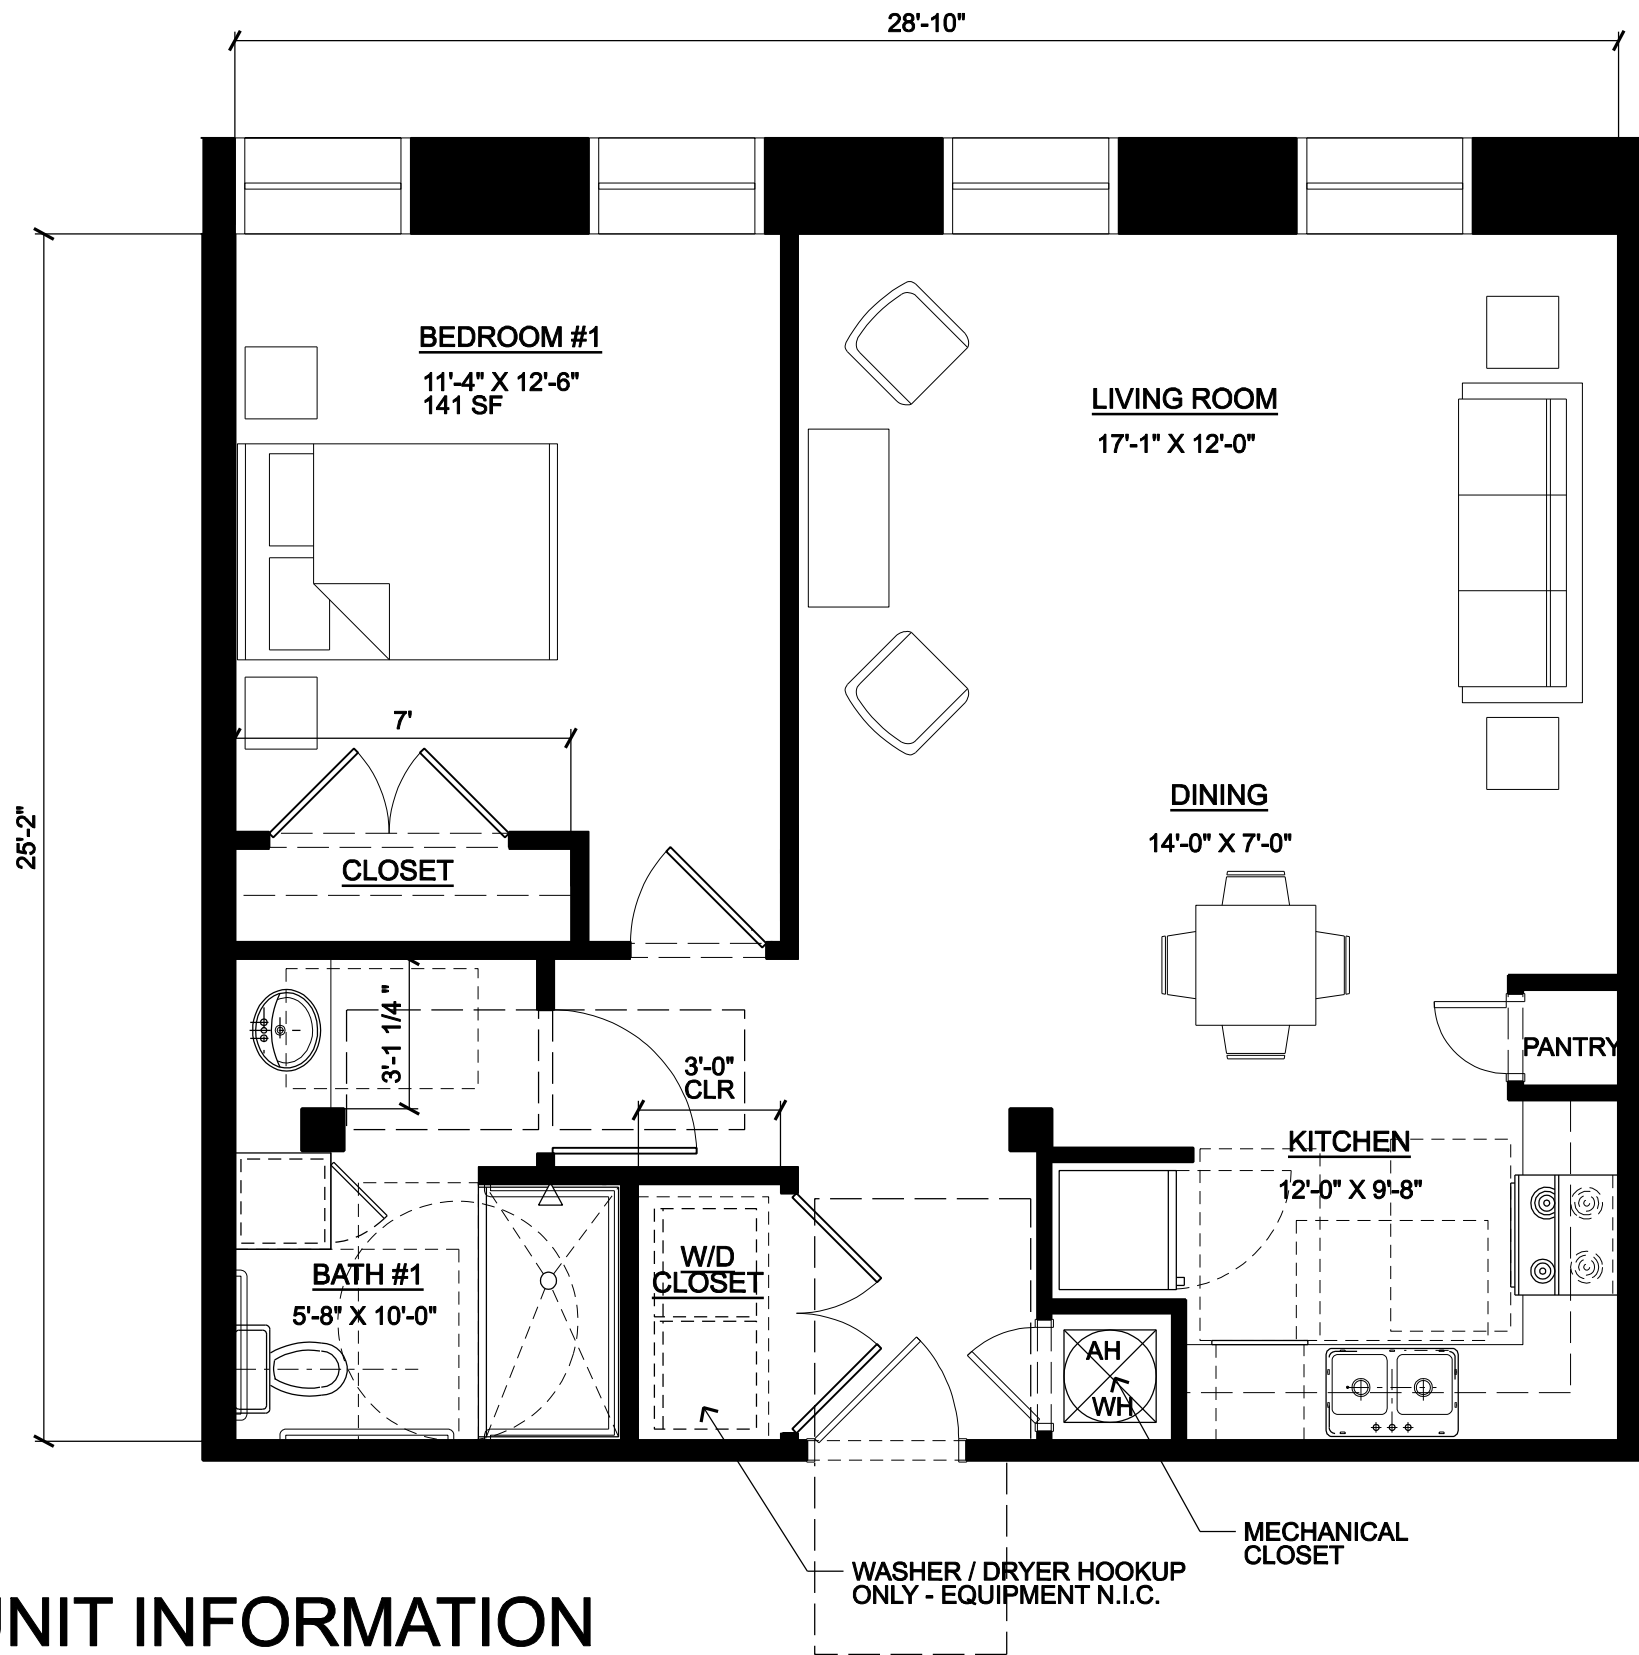 28'-10"
BEDROOM #1
11'-4" X 12'-6"
141 SF
LIVING ROOM
17'-1" X 12'-0"
7'
25'-2"
DINING
14'-0" X 7'-0"
CLOSET
3'-1 1/4 "
3'-0"
CLR
PANTRY
KITCHEN
12'-0" X 9'-8"
W/D
CLOSET
BATH #1
5'-8" X 10'-0"
AH
WH
MECHANICAL
CLOSET
WASHER / DRYER HOOKUP
ONLY - EQUIPMENT N.I.C.
UNIT INFORMATION